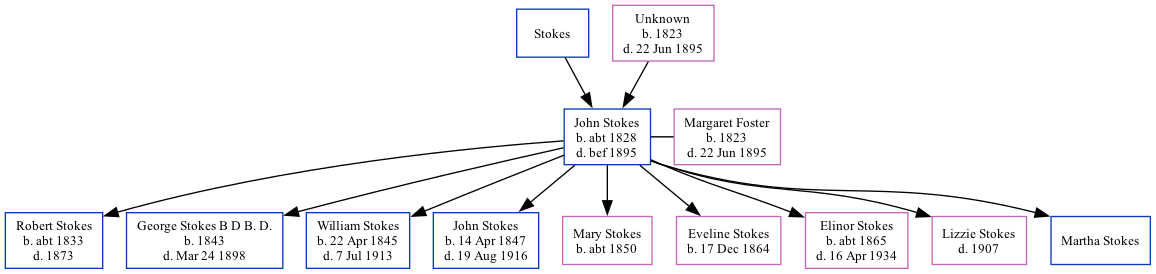 Stokes
Unknown
b. 1823
d. 22 Jun 1895
John Stokes
b. abt 1828
d. bef 1895
Margaret Foster
b. 1823
d. 22 Jun 1895
Robert Stokes
b. abt 1833
d. 1873
George Stokes B D B. D.
b. 1843
d. Mar 24 1898
William Stokes
b. 22 Apr 1845
d. 7 Jul 1913
John Stokes
b. 14 Apr 1847
d. 19 Aug 1916
Mary Stokes
b. abt 1850
Eveline Stokes
b. 17 Dec 1864
Elinor Stokes
b. abt 1865
d. 16 Apr 1934
Lizzie Stokes
d. 1907
Martha Stokes